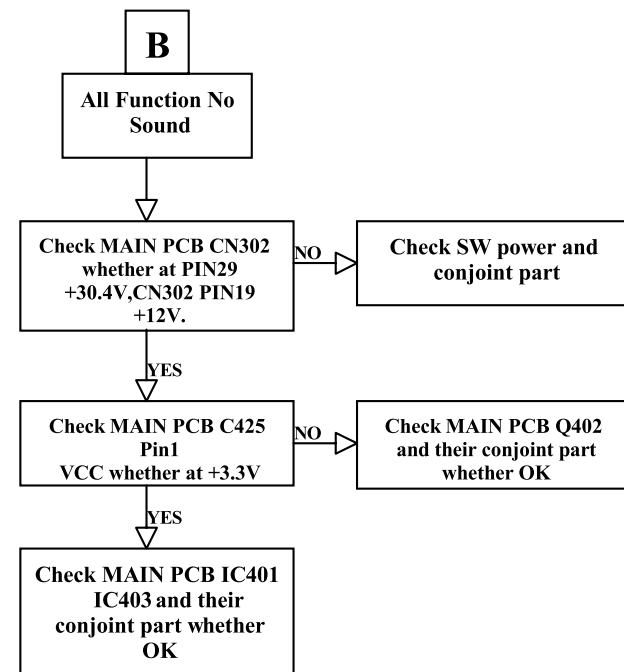 B
All Function No
Sound
Check MAIN PCB CN302
whether at PIN29
+30.4V,CN302 PIN19
+12V.
NO
Check SW power and
conjoint part
YES
Check MAIN PCB C425
Pin1
VCC whether at +3.3V
NO
Check MAIN PCB Q402
and their conjoint part
whether OK
YES
Check MAIN PCB IC401
IC403 and their
conjoint part whether
OK